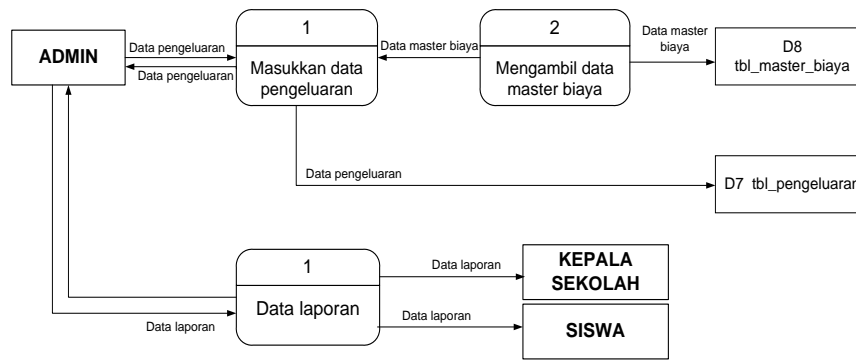 1
2
ADMIN
Data pengeluaran
Data pengeluaran
Masukkan data
pengeluaran
Data master biaya
Mengambil data
master biaya
Data master
biaya
D8
tbl_master_biaya
Data pengeluaran
D7 tbl_pengeluaran
1
Data laporan
Data laporan
Data laporan
KEPALA
SEKOLAH
Data laporan
SISWA